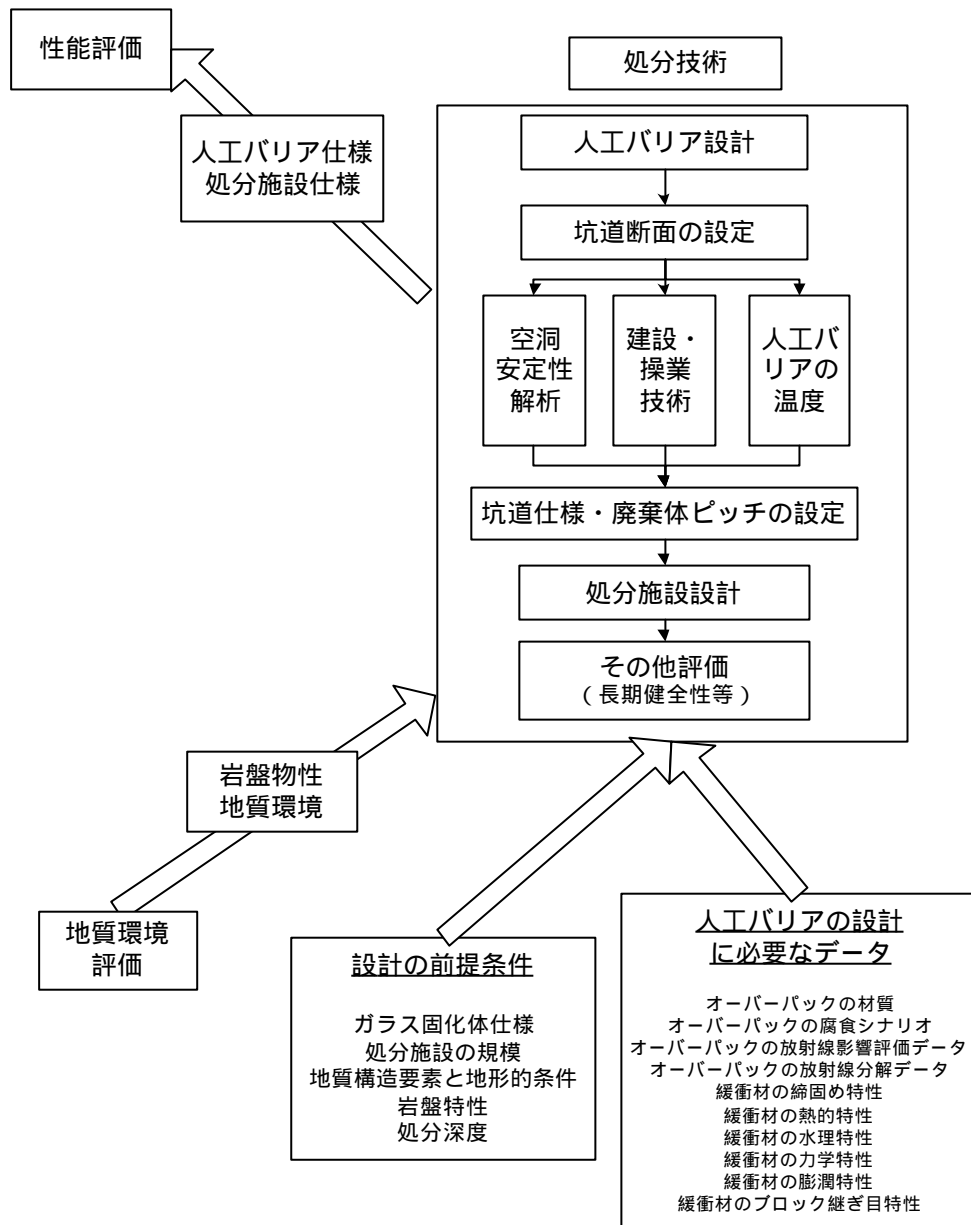 性能評価
処分技術
人工バリア仕様
処分施設仕様
人工バリア設計
坑道断面の設定
空洞
安定性
解析
建設・
操業
技術
人工バ
リアの
温度
坑道仕様・廃棄体ピッチの設定
処分施設設計
その他評価
(長期健全性等)
岩盤物性
地質環境
地質環境
評価
設計の前提条件
ガラス固化体仕様
処分施設の規模
地質構造要素と地形的条件
岩盤特性
処分深度
人工バリアの設計
に必要なデータ
オーバーパックの材質
オーバーパックの腐食シナリオ
オーバーパックの放射線影響評価データ
オーバーパックの放射線分解データ
緩衝材の締固め特性
緩衝材の熱的特性
緩衝材の水理特性
緩衝材の力学特性
緩衝材の膨潤特性
緩衝材のブロック継ぎ目特性